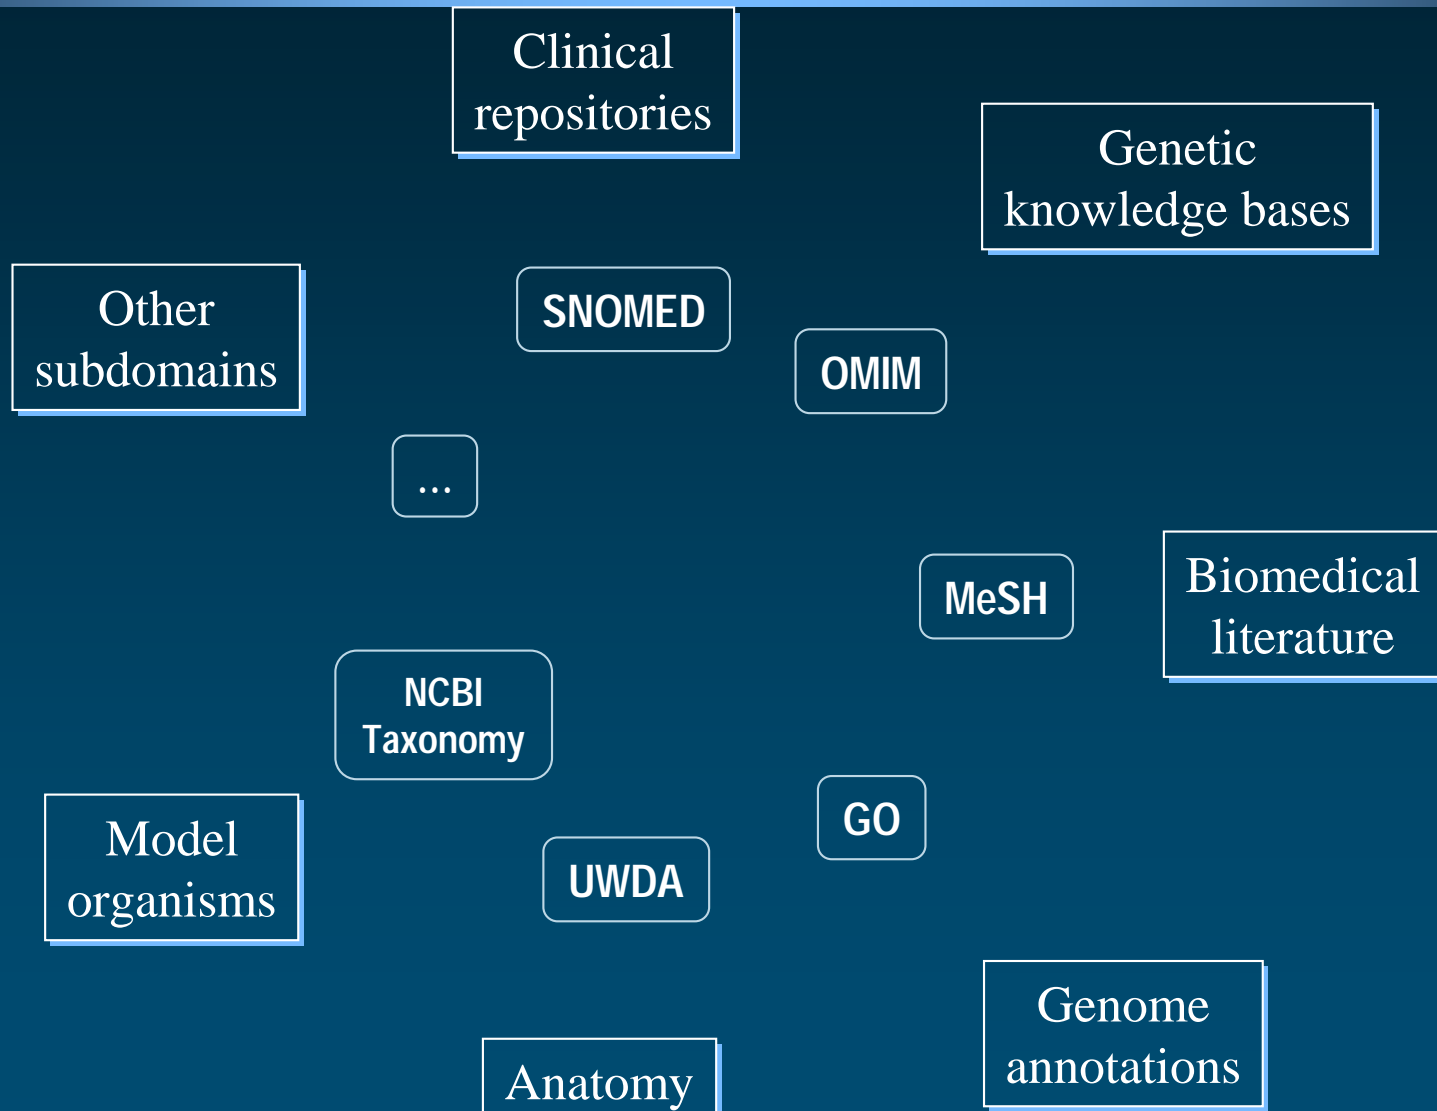 Clinical
repositories
Genetic
knowledge bases
Other
subdomains
SNOMED
OMIM
...
MeSH
Biomedical
literature
NCBI
Taxonomy
GO
Model
organisms
UWDA
Genome
annotations
Anatomy